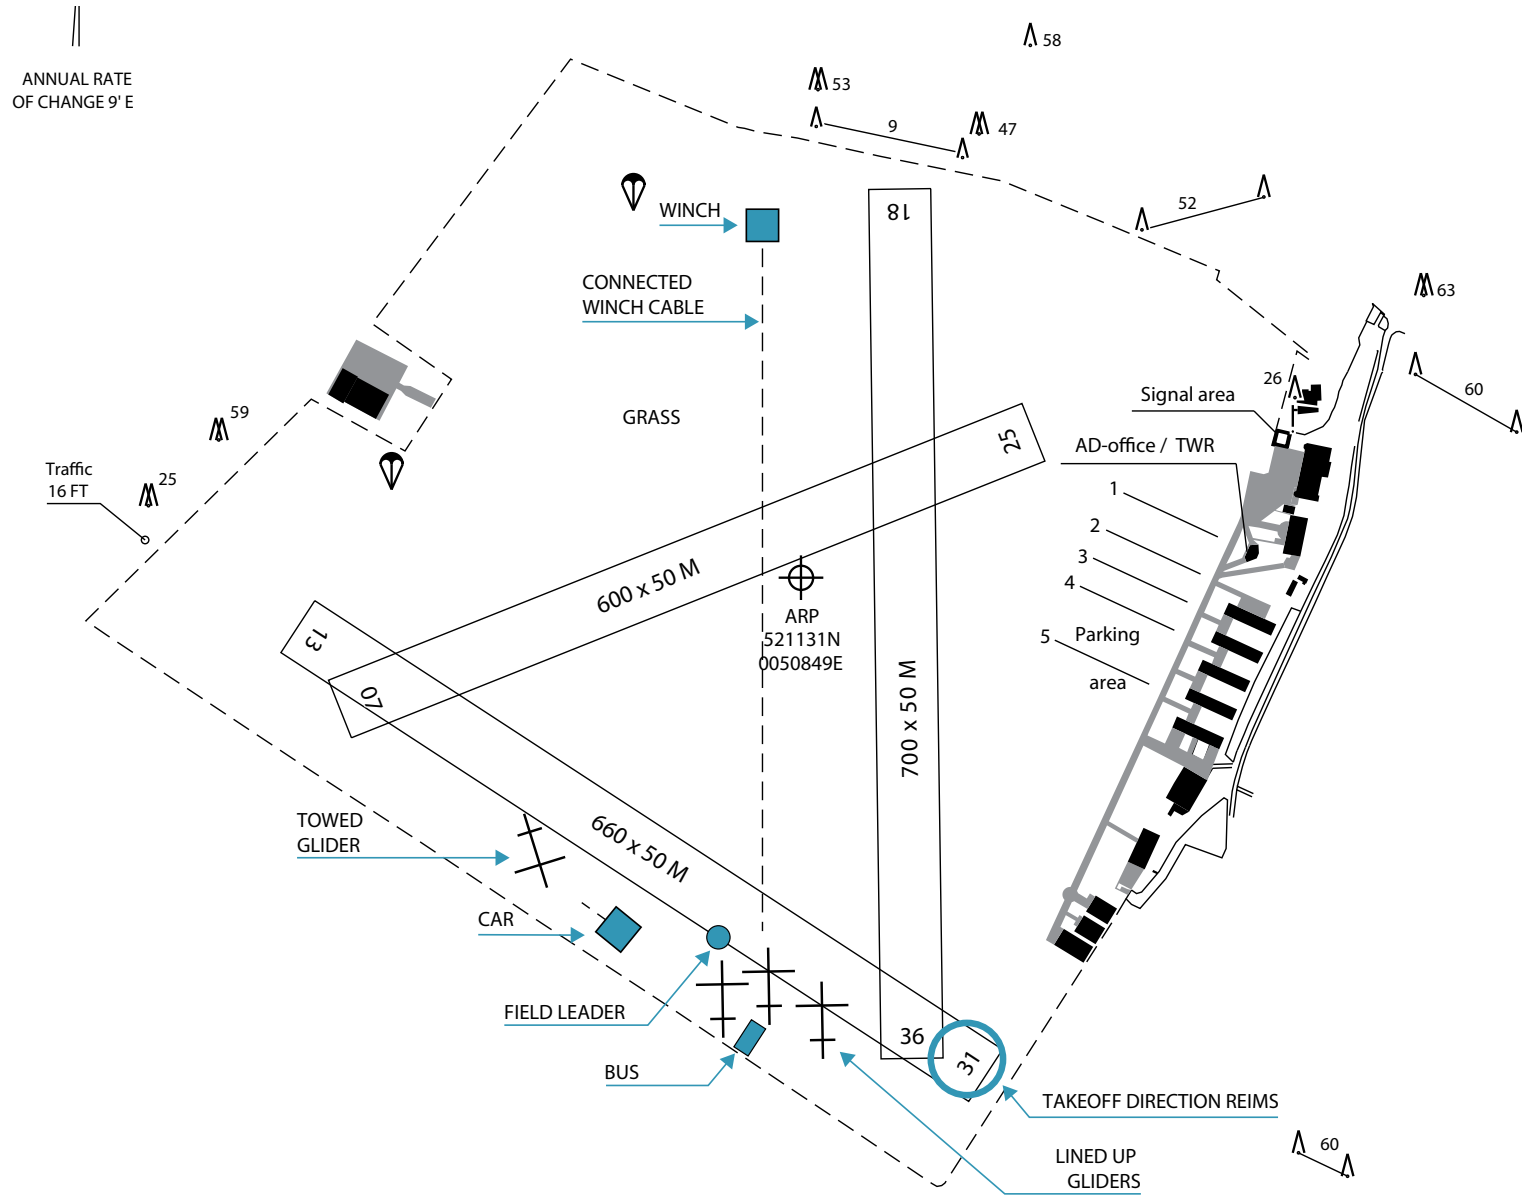 ANNUAL RATE
OF CHANGE 9' E
58
53
9
47
52
WINCH
18
CONNECTED
WINCH CABLE
63
26
60
Signal area
59
GRASS
25
AD-office / TWR
Traffic
16 FT
25
1
2
3
4
5
Parking
area
600 x 50 M
ARP
521131N
0050849E
13
07
700 x 50 M
TOWED
GLIDER
660 x 50 M
CAR
FIELD LEADER
36
31
BUS
TAKEOFF DIRECTION REIMS
LINED UP
GLIDERS
60